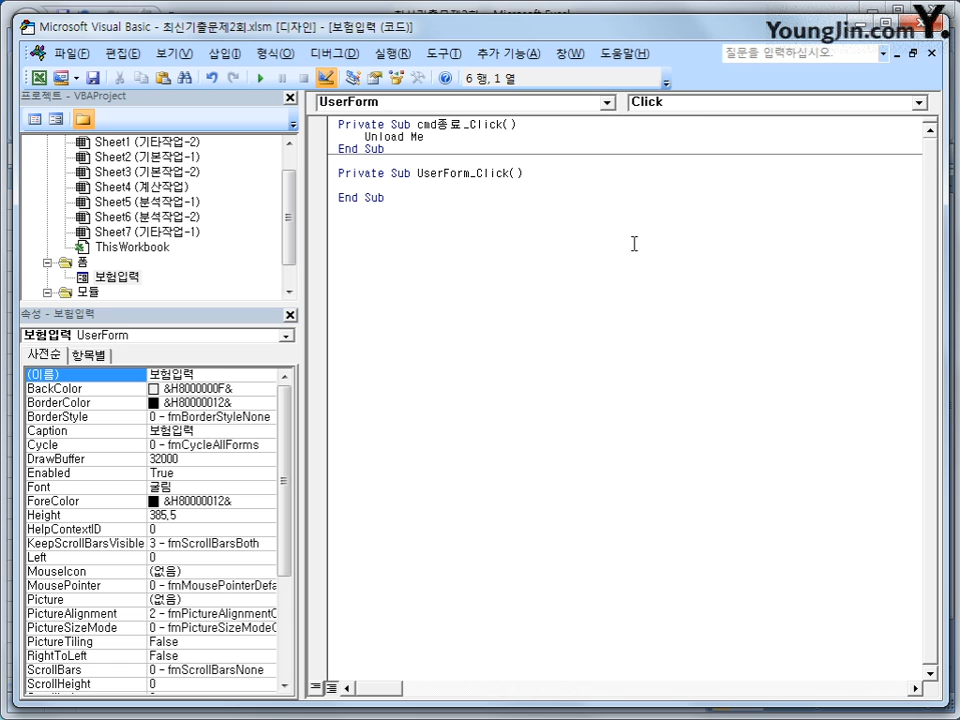 Microsoft Visual Basic - 최신기출문제2회.xlsm [디자인] - [보험입력 (코드)]
YoungJin.com Y.
파일(F) 편집(E) 보기(V) 삽입(I) 형식(O) 디버그(D) 실행(R) 도구(T) 추가 기능(A) 창(W) 도움말(H) 질문을 입력하십시오.
6 행, 1 열
프로젝트 - VBAProject
UserForm Click
Sheet1 (기타작업-2)
Sheet2 (기본작업-1)
Sheet3 (기본작업-2)
Sheet4 (계산작업)
Sheet5 (분석작업-1)
Sheet6 (분석작업-2)
Sheet7 (기타작업-1)
ThisWorkbook
폼
보험입력
모듈
Private Sub cmd종료_Click()
Unload Me
End Sub
Private Sub UserForm_Click()
End Sub
속성 - 보험입력
보험입력 UserForm
사전순 항목별
(이름) 보험입력
BackColor &H8000000F&
BorderColor &H80000012&
BorderStyle 0 - fmBorderStyleNone
Caption 보험입력
Cycle 0 - fmCycleAllForms
DrawBuffer 32000
Enabled True
Font 굴림
ForeColor &H80000012&
Height 385,5
HelpContextID 0
KeepScrollBarsVisible 3 - fmScrollBarsBoth
Left 0
MouseIcon (없음)
MousePointer 0 - fmMousePointerDefa
Picture (없음)
PictureAlignment 2 - fmPictureAlignmentC
PictureSizeMode 0 - fmPictureSizeModeC
PictureTiling False
RightToLeft False
ScrollBars 0 - fmScrollBarsNone
ScrollHeight 0